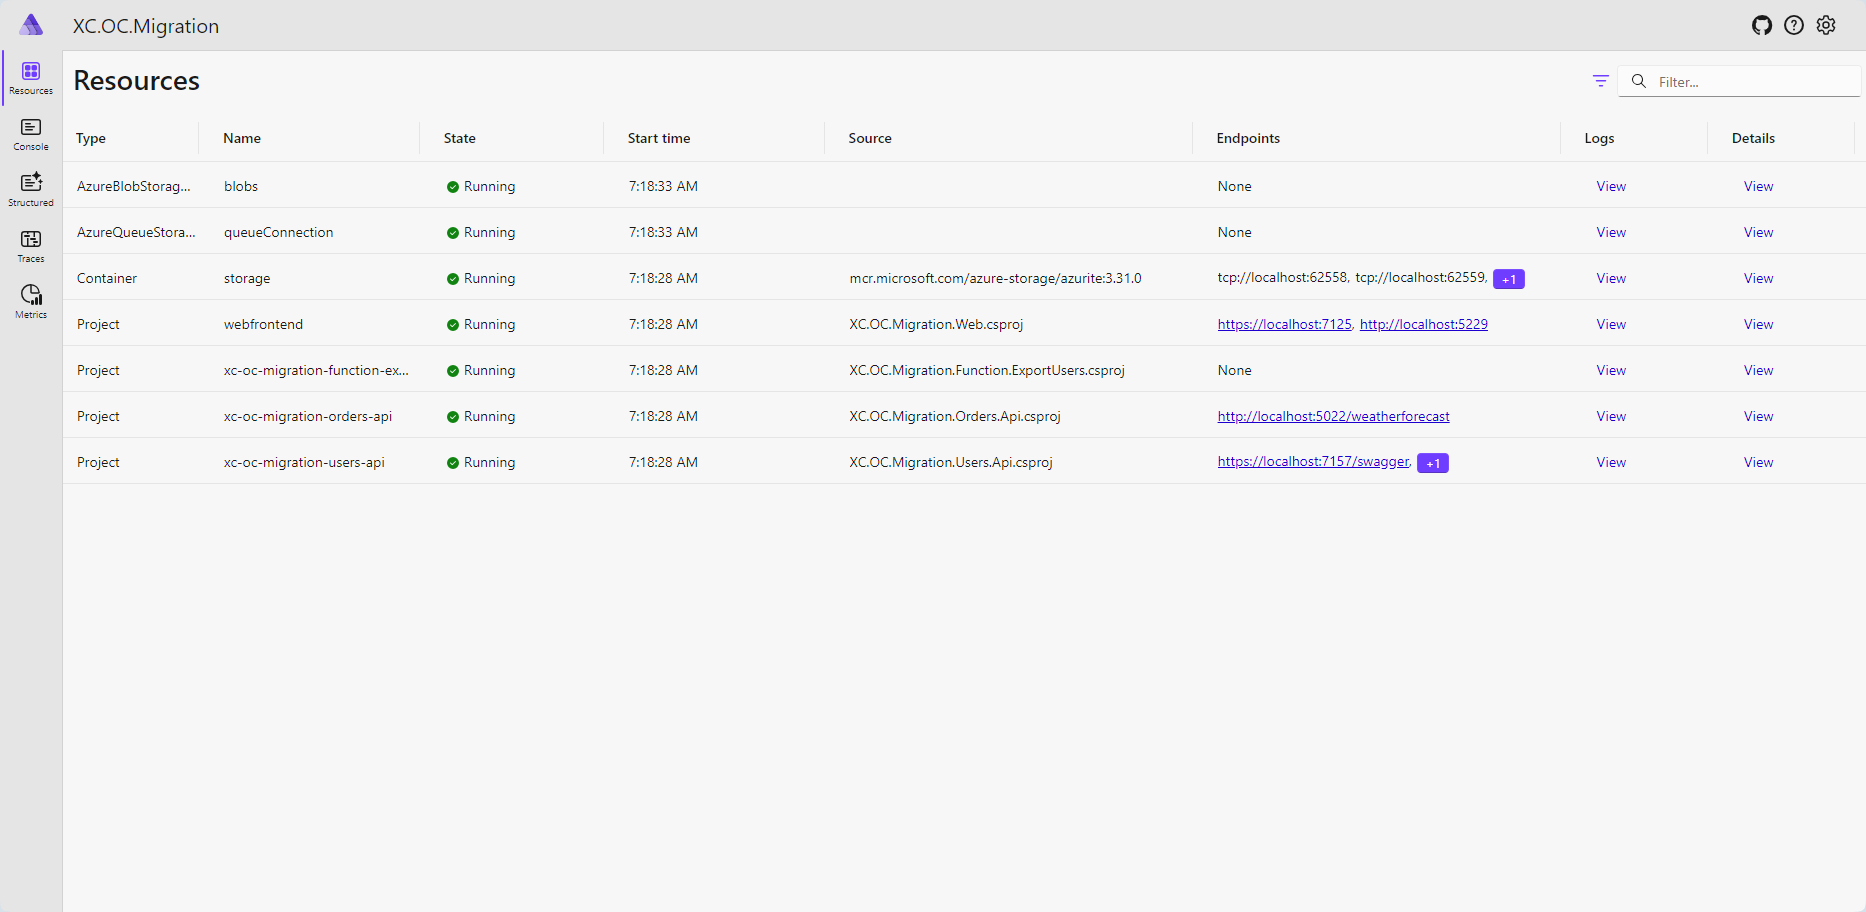 XC.OC.Migration
Resources
Filter...
Resources
Console
Structured
Traces
Metrics
Type Name State Start time Source Endpoints Logs Details
AzureBlobStorag... blobs Running 7:18:33 AM None View View
AzureQueueStora... queueConnection Running 7:18:33 AM None View View
Container storage Running 7:18:28 AM mcr.microsoft.com/azure-storage/azurite:3.31.0 tcp://localhost:62558, tcp://localhost:62559, +1 View View
Project webfrontend Running 7:18:28 AM XC.OC.Migration.Web.csproj https://localhost:7125, http://localhost:5229 View View
Project xc-oc-migration-function-ex... Running 7:18:28 AM XC.OC.Migration.Function.ExportUsers.csproj None View View
Project xc-oc-migration-orders-api Running 7:18:28 AM XC.OC.Migration.Orders.Api.csproj http://localhost:5022/weatherforecast View View
Project xc-oc-migration-users-api Running 7:18:28 AM XC.OC.Migration.Users.Api.csproj https://localhost:7157/swagger, +1 View View